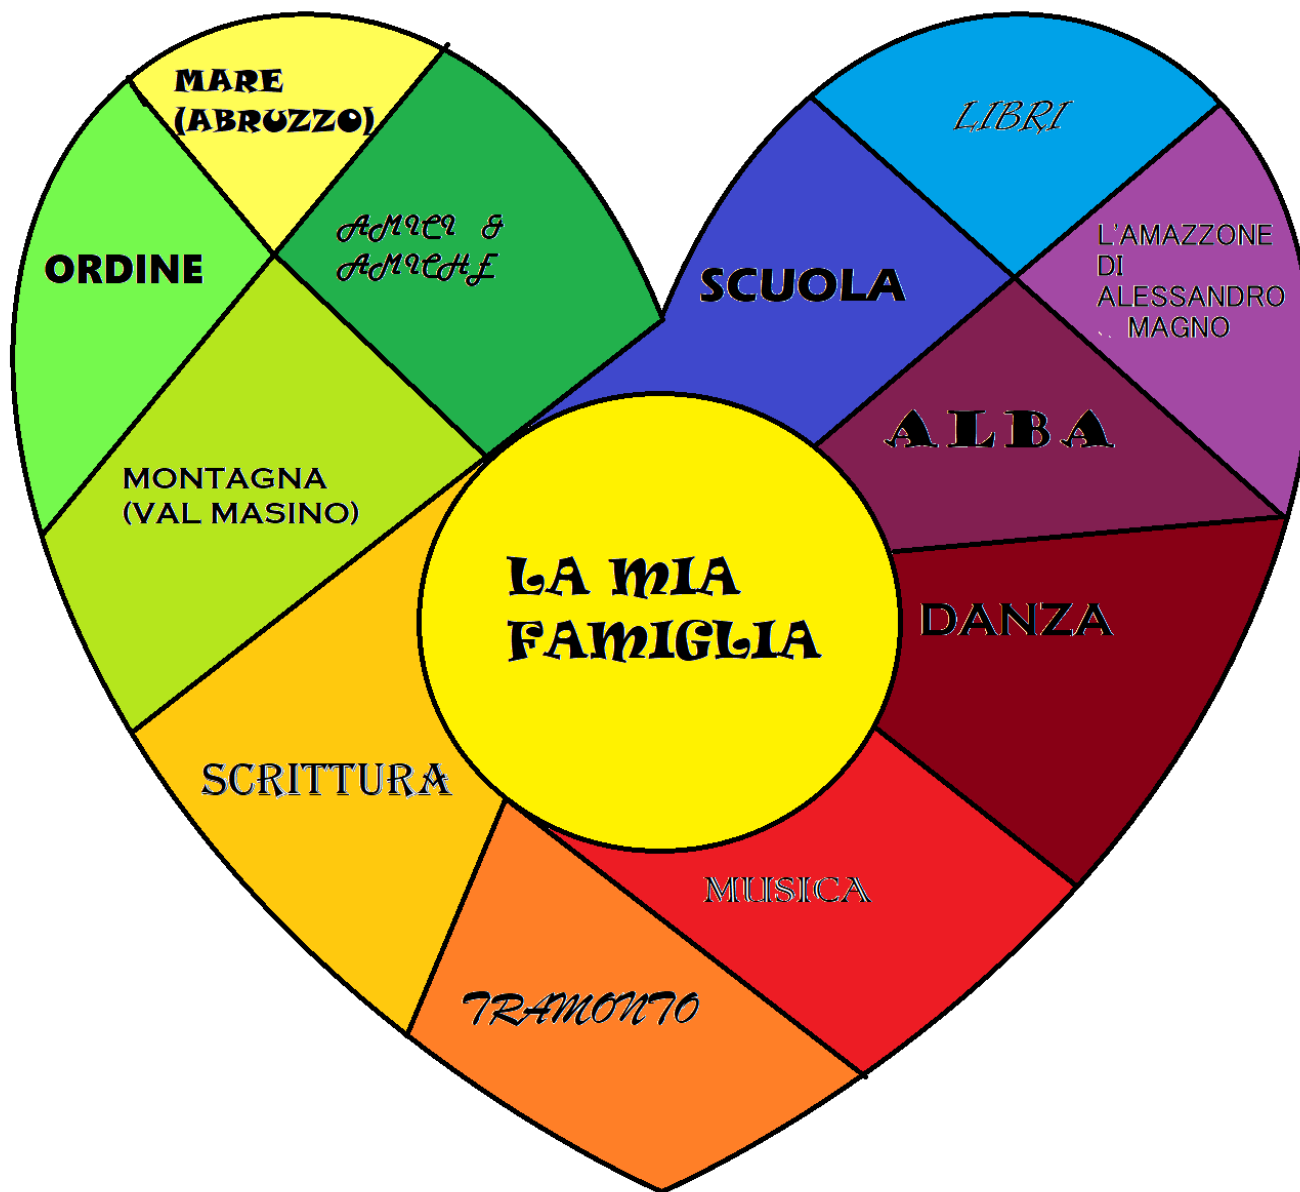 MARE
(ABRUZZO)
LIBRI
AMICI &
AMICHE
ORDINE
SCUOLA
L'AMAZZONE
DI
ALESSANDRO
MAGNO
ALBA
MONTAGNA
(VAL MASINO)
LA MIA
FAMIGLIA
DANZA
SCRITTURA
MUSICA
TRAMONTO